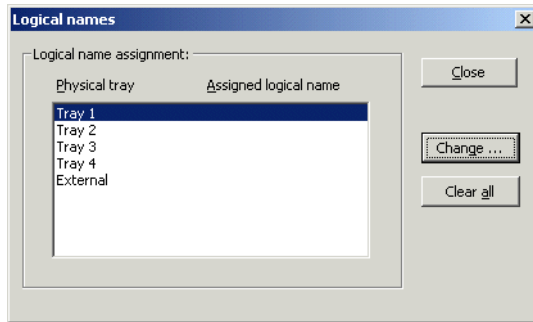 Logical names
Logical name assignment:
Physical tray Assigned logical name
Tray 1
Tray 2
Tray 3
Tray 4
External
Close
Change ...
Clear all